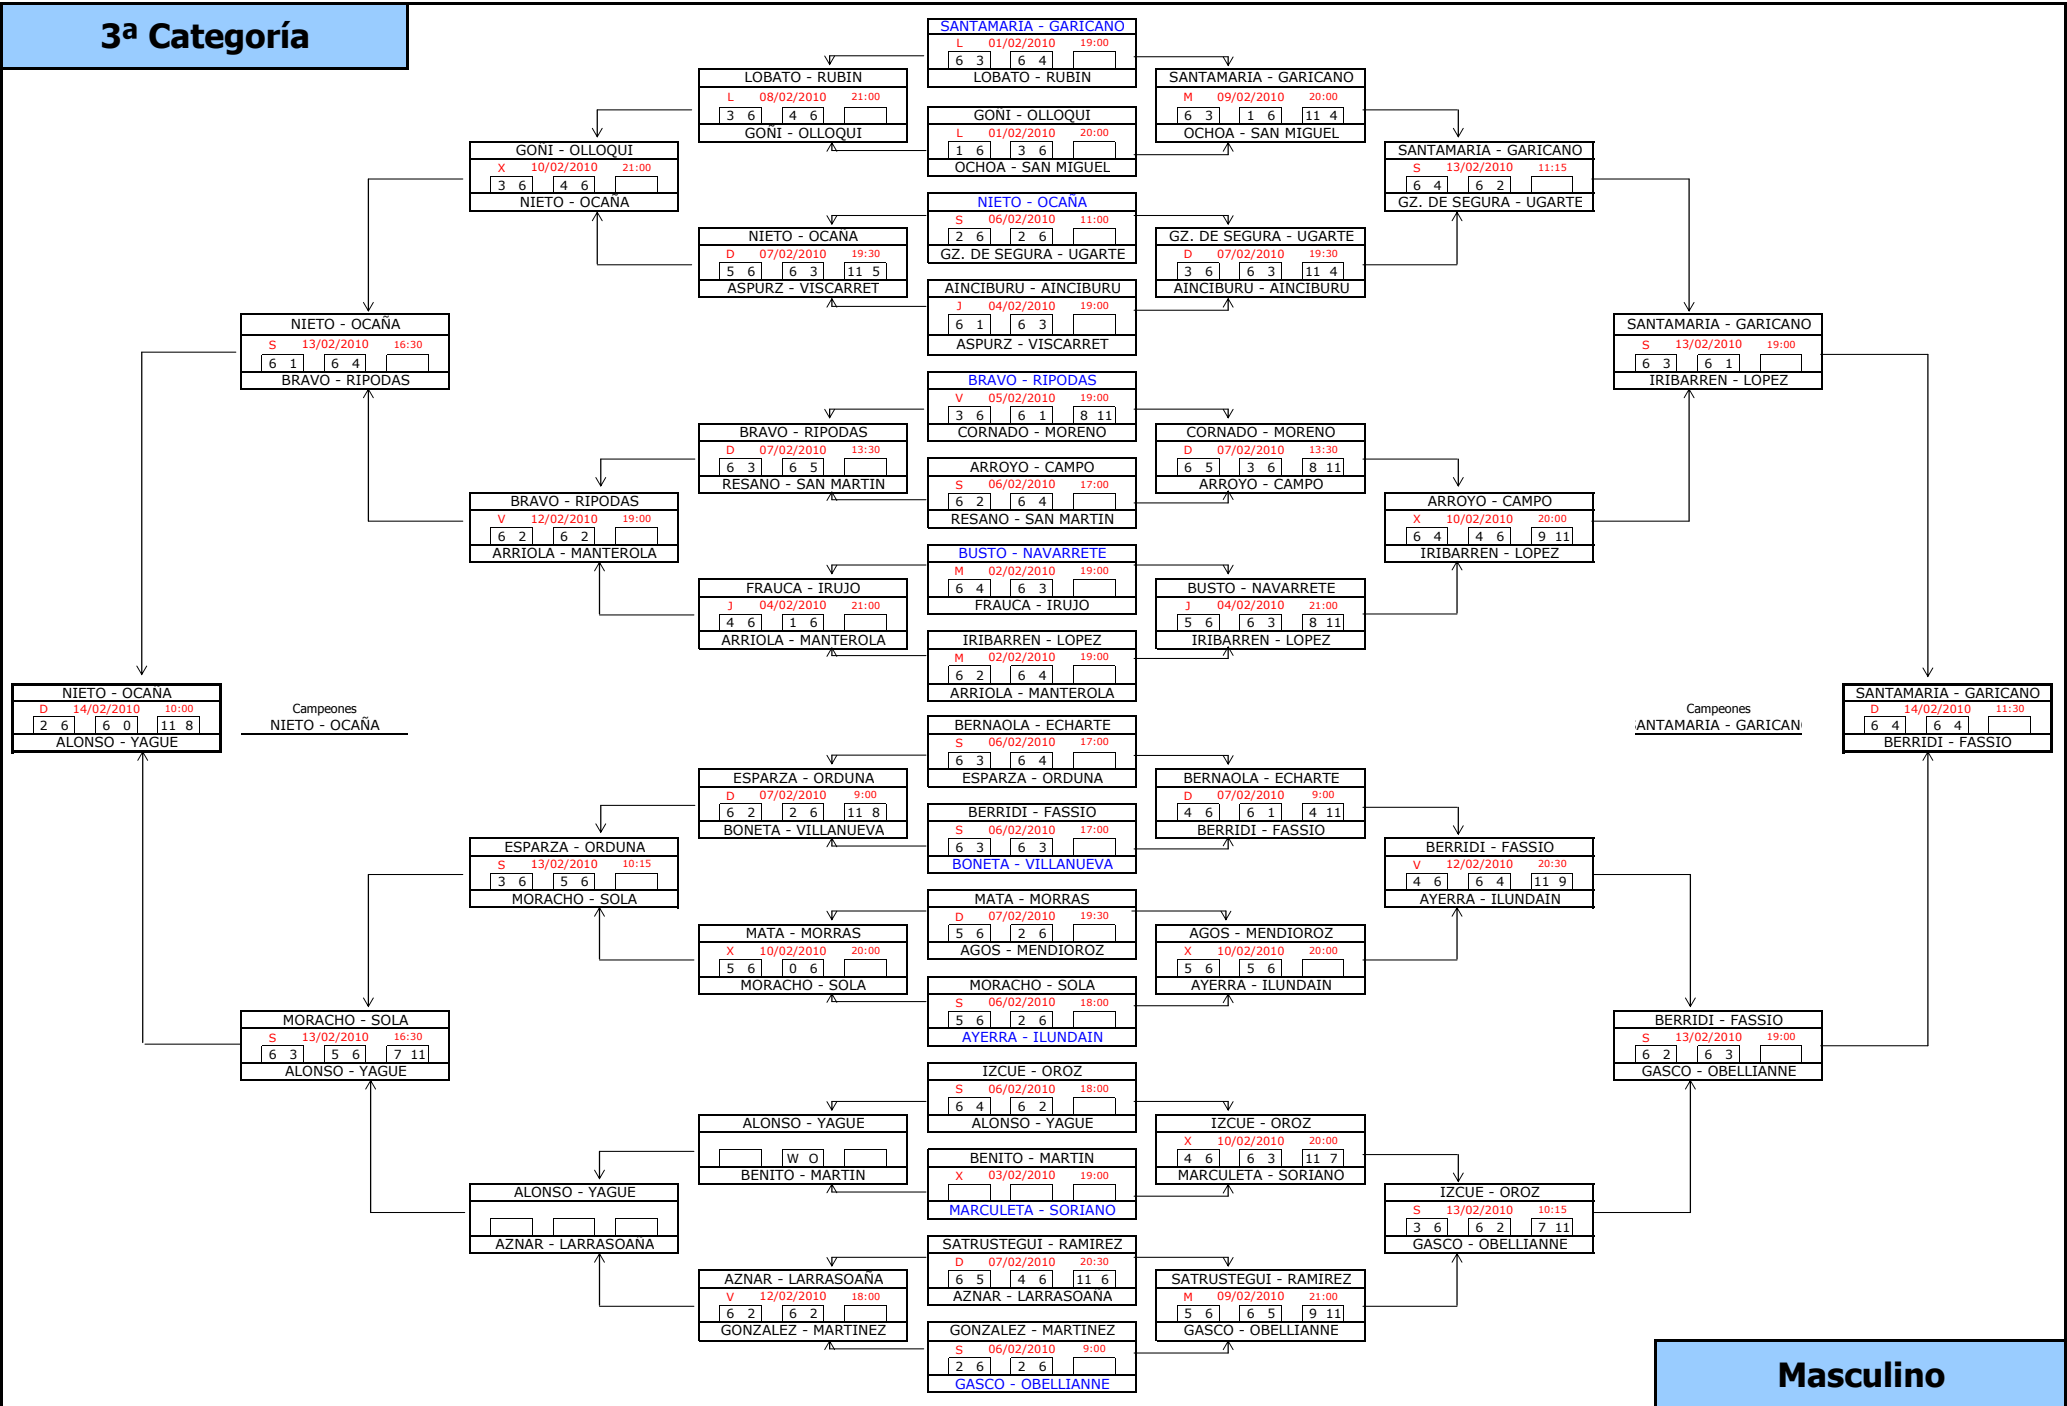 3ª Categoría
SANTAMARIA - GARICANO
L 01/02/2010 19:00
6 3 6 4
LOBATO - RUBIN
GOÑI - OLLOQUI
L 01/02/2010 20:00
1 6 3 6
OCHOA - SAN MIGUEL
NIETO - OCAÑA
S 06/02/2010 11:00
2 6 2 6
GZ. DE SEGURA - UGARTE
AINCIBURU - AINCIBURU
J 04/02/2010 19:00
6 1 6 3
ASPURZ - VISCARRET
BRAVO - RIPODAS
V 05/02/2010 19:00
3 6 6 1 8 11
CORNADO - MORENO
ARROYO - CAMPO
S 06/02/2010 17:00
6 2 6 4
RESANO - SAN MARTIN
BUSTO - NAVARRETE
M 02/02/2010 19:00
6 4 6 3
FRAUCA - IRUJO
IRIBARREN - LOPEZ
M 02/02/2010 19:00
6 2 6 4
ARRIOLA - MANTEROLA
BERNAOLA - ECHARTE
S 06/02/2010 17:00
6 3 6 4
ESPARZA - ORDUNA
BERRIDI - FASSIO
S 06/02/2010 17:00
6 3 6 3
BONETA - VILLANUEVA
MATA - MORRAS
D 07/02/2010 19:30
5 6 2 6
AGOS - MENDIOROZ
MORACHO - SOLA
S 06/02/2010 18:00
5 6 2 6
AYERRA - ILUNDAIN
IZCUE - OROZ
S 06/02/2010 18:00
6 4 6 2
ALONSO - YAGUE
BENITO - MARTIN
X 03/02/2010 19:00
MARCULETA - SORIANO
SATRUSTEGUI - RAMIREZ
D 07/02/2010 20:30
6 5 4 6 11 6
AZNAR - LARRASOAÑA
GONZALEZ - MARTINEZ
S 06/02/2010 9:00
2 6 2 6
GASCO - OBELLIANNE
LOBATO - RUBIN
L 08/02/2010 21:00
3 6 4 6
GOÑI - OLLOQUI
NIETO - OCAÑA
D 07/02/2010 19:30
5 6 6 3 11 5
ASPURZ - VISCARRET
BRAVO - RIPODAS
D 07/02/2010 13:30
6 3 6 5
RESANO - SAN MARTIN
FRAUCA - IRUJO
J 04/02/2010 21:00
4 6 1 6
ARRIOLA - MANTEROLA
ESPARZA - ORDUNA
D 07/02/2010 9:00
6 2 2 6 11 8
BONETA - VILLANUEVA
MATA - MORRAS
X 10/02/2010 20:00
5 6 0 6
MORACHO - SOLA
ALONSO - YAGUE
W O
BENITO - MARTIN
AZNAR - LARRASOAÑA
V 12/02/2010 18:00
6 2 6 2
GONZALEZ - MARTINEZ
GOÑI - OLLOQUI
X 10/02/2010 21:00
3 6 4 6
NIETO - OCAÑA
BRAVO - RIPODAS
V 12/02/2010 19:00
6 2 6 2
ARRIOLA - MANTEROLA
ESPARZA - ORDUNA
S 13/02/2010 10:15
3 6 5 6
MORACHO - SOLA
ALONSO - YAGUE
AZNAR - LARRASOAÑA
NIETO - OCAÑA
S 13/02/2010 16:30
6 1 6 4
BRAVO - RIPODAS
MORACHO - SOLA
S 13/02/2010 16:30
6 3 5 6 7 11
ALONSO - YAGUE
NIETO - OCAÑA
D 14/02/2010 10:00
2 6 6 0 11 8
ALONSO - YAGUE
Campeones
NIETO - OCAÑA
SANTAMARIA - GARICANO
M 09/02/2010 20:00
6 3 1 6 11 4
OCHOA - SAN MIGUEL
GZ. DE SEGURA - UGARTE
D 07/02/2010 19:30
3 6 6 3 11 4
AINCIBURU - AINCIBURU
CORNADO - MORENO
D 07/02/2010 13:30
6 5 3 6 8 11
ARROYO - CAMPO
BUSTO - NAVARRETE
J 04/02/2010 21:00
5 6 6 3 8 11
IRIBARREN - LOPEZ
BERNAOLA - ECHARTE
D 07/02/2010 9:00
4 6 6 1 4 11
BERRIDI - FASSIO
AGOS - MENDIOROZ
X 10/02/2010 20:00
5 6 5 6
AYERRA - ILUNDAIN
IZCUE - OROZ
X 10/02/2010 20:00
4 6 6 3 11 7
MARCULETA - SORIANO
SATRUSTEGUI - RAMIREZ
M 09/02/2010 21:00
5 6 6 5 9 11
GASCO - OBELLIANNE
SANTAMARIA - GARICANO
S 13/02/2010 11:15
6 4 6 2
GZ. DE SEGURA - UGARTE
ARROYO - CAMPO
X 10/02/2010 20:00
6 4 4 6 9 11
IRIBARREN - LOPEZ
BERRIDI - FASSIO
V 12/02/2010 20:30
4 6 6 4 11 9
AYERRA - ILUNDAIN
IZCUE - OROZ
S 13/02/2010 10:15
3 6 6 2 7 11
GASCO - OBELLIANNE
SANTAMARIA - GARICANO
S 13/02/2010 19:00
6 3 6 1
IRIBARREN - LOPEZ
BERRIDI - FASSIO
S 13/02/2010 19:00
6 2 6 3
GASCO - OBELLIANNE
Campeones
ANTAMARIA - GARICAN
SANTAMARIA - GARICANO
D 14/02/2010 11:30
6 4 6 4
BERRIDI - FASSIO
Masculino